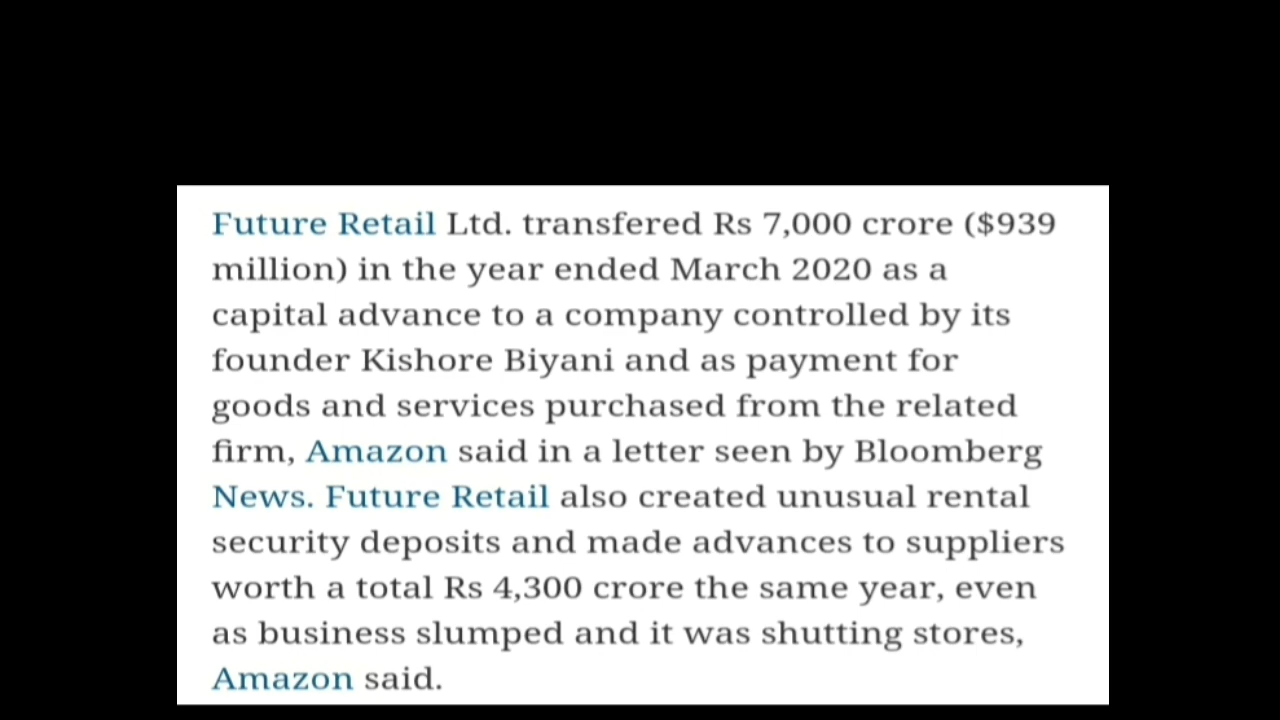 Future Retail Ltd. transfered Rs 7,000 crore ($939
million) in the year ended March 2020 as a
capital advance to a company controlled by its
founder Kishore Biyani and as payment for
goods and services purchased from the related
firm, Amazon said in a letter seen by Bloomberg
News. Future Retail also created unusual rental
security deposits and made advances to suppliers
worth a total Rs 4,300 crore the same year, even
as business slumped and it was shutting stores,
Amazon said.